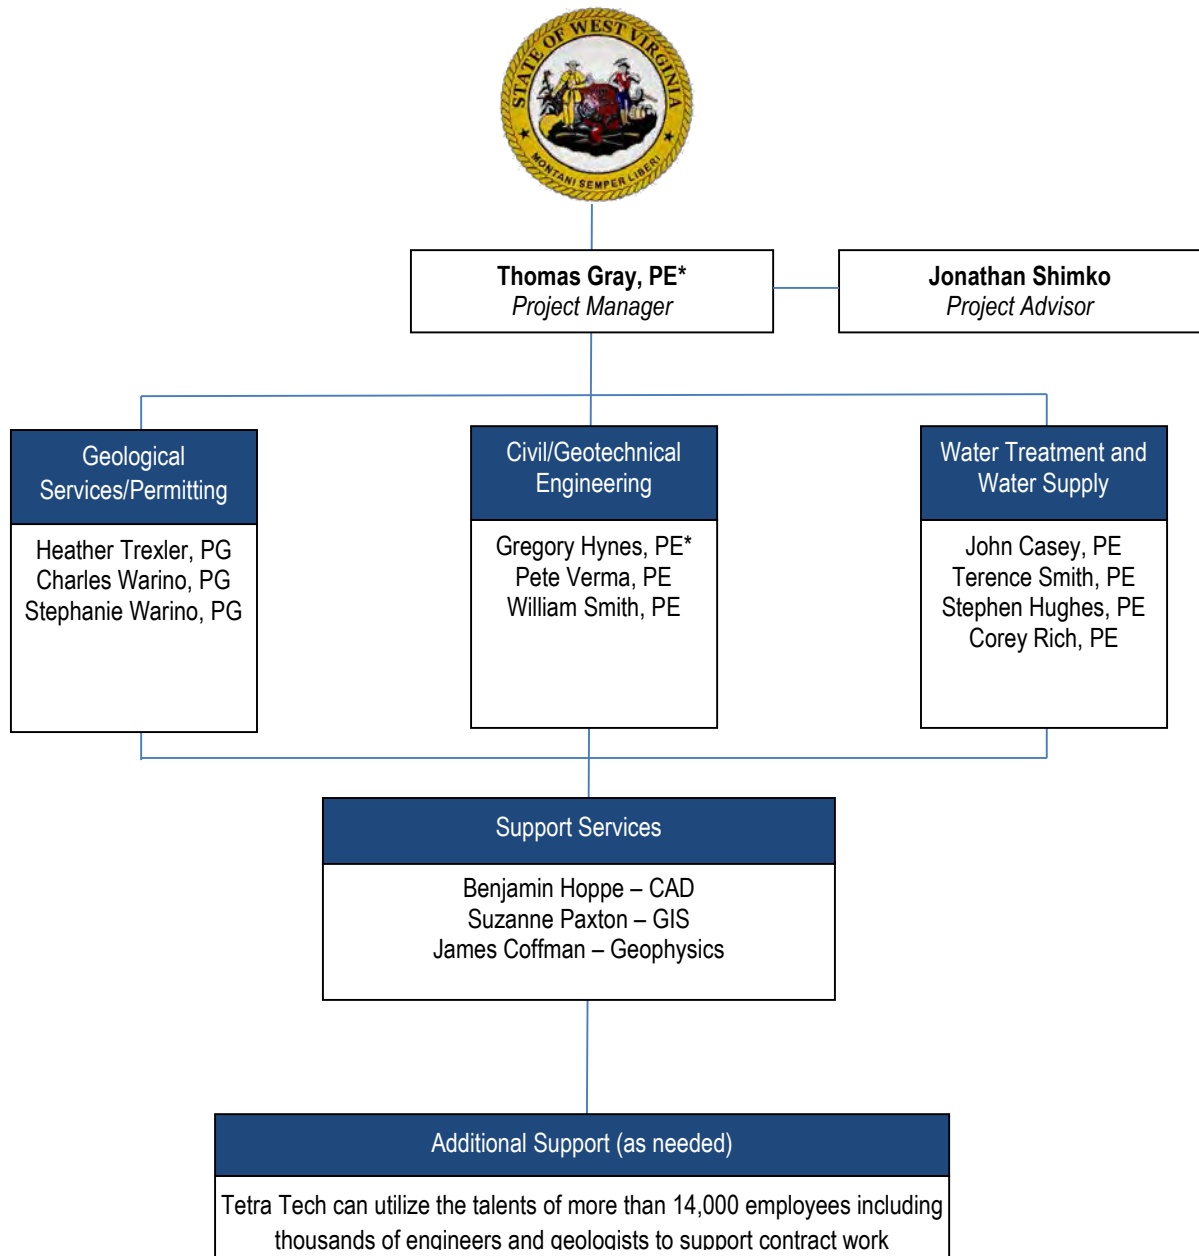 STATE OF WEST VIRGINIA
MONTANI SEMPER LIBERI
Thomas Gray, PE*
Project Manager
Jonathan Shimko
Project Advisor
Geological
Services/Permitting
Heather Trexler, PG
Charles Warino, PG
Stephanie Warino, PG
Civil/Geotechnical
Engineering
Gregory Hynes, PE*
Pete Verma, PE
William Smith, PE
Water Treatment and
Water Supply
John Casey, PE
Terence Smith, PE
Stephen Hughes, PE
Corey Rich, PE
Support Services
Benjamin Hoppe – CAD
Suzanne Paxton – GIS
James Coffman – Geophysics
Additional Support (as needed)
Tetra Tech can utilize the talents of more than 14,000 employees including
thousands of engineers and geologists to support contract work